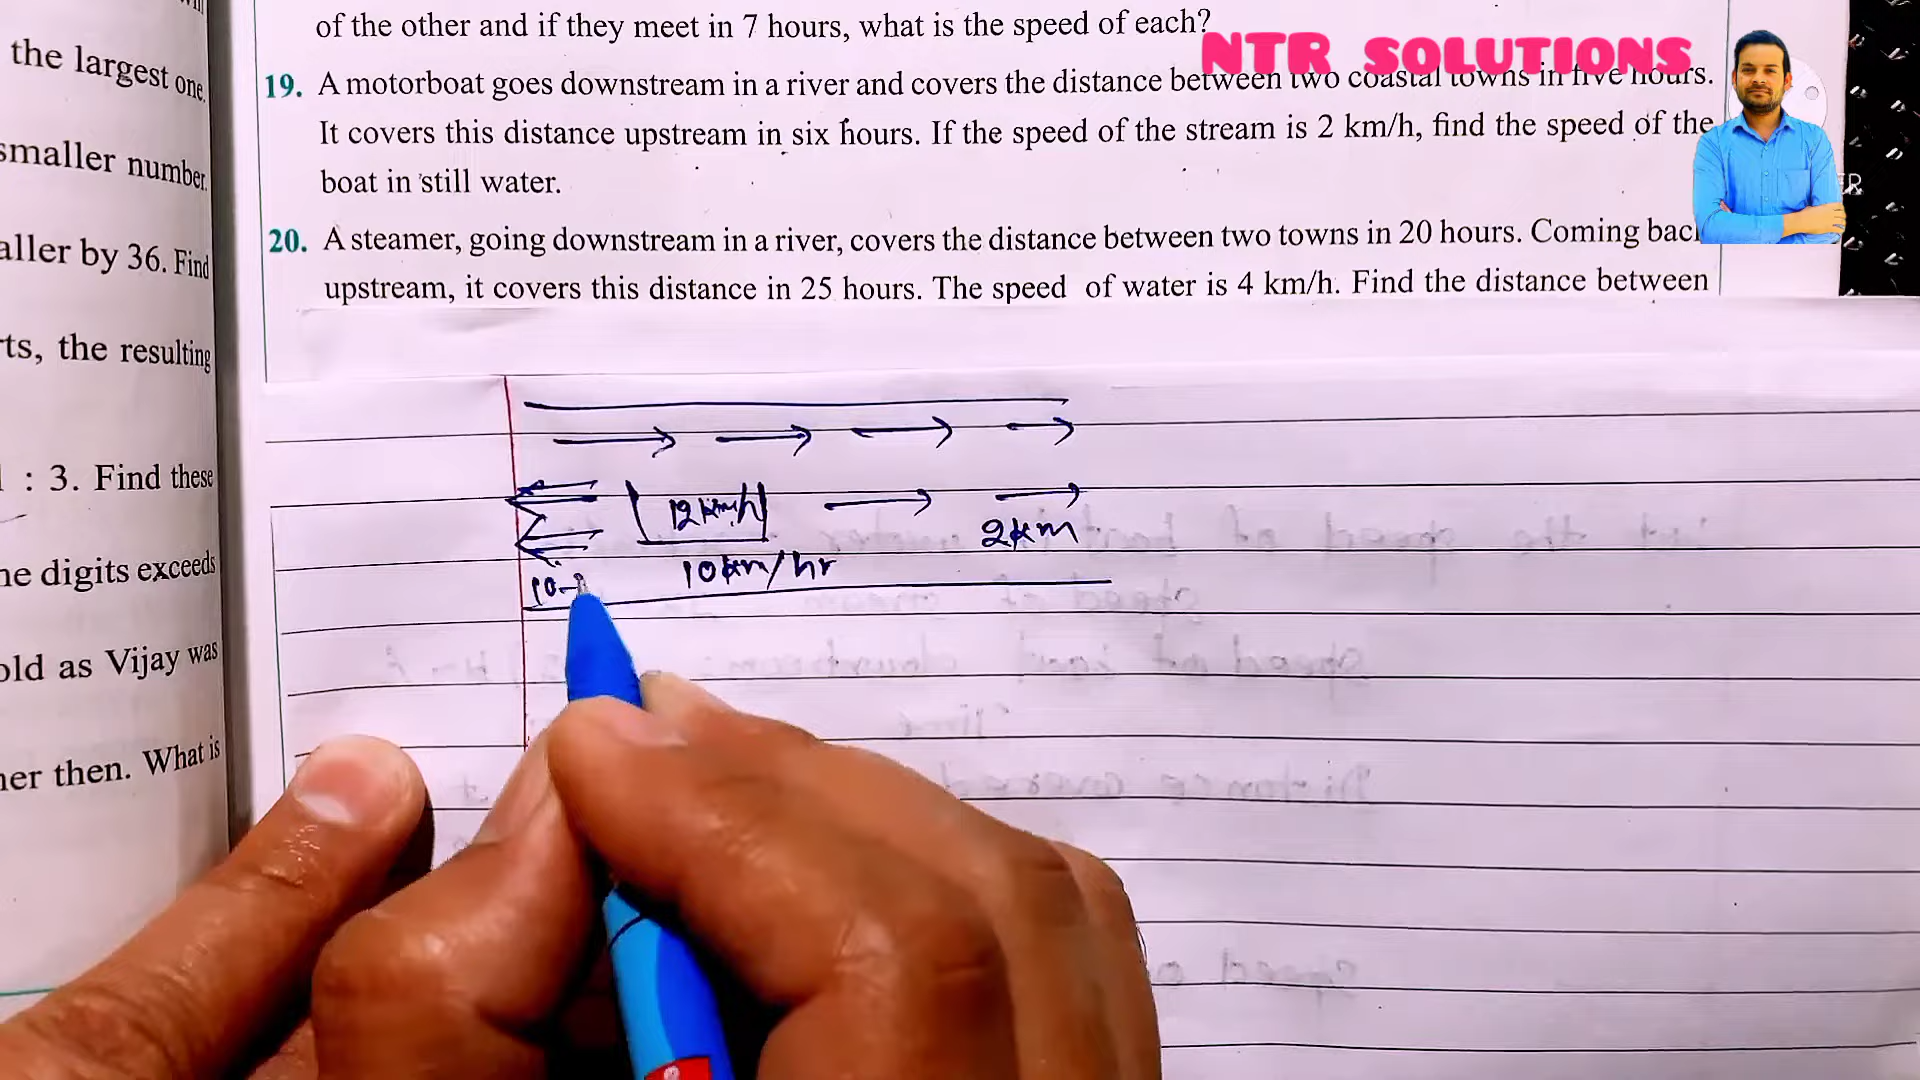 of the other and if they meet in 7 hours, what is the speed of each?
NTR SOLUTIONS
19. A motorboat goes downstream in a river and covers the distance between two coastal towns in five hours.
It covers this distance upstream in six hours. If the speed of the stream is 2 km/h, find the speed of the
boat in still water.
20. A steamer, going downstream in a river, covers the distance between two towns in 20 hours. Coming back
upstream, it covers this distance in 25 hours. The speed of water is 4 km/h. Find the distance between
the largest one.
smaller number.
aller by 36. Find
rts, the resulting
: 3. Find these
ne digits exceeds
old as Vijay was
her then. What is
12 km/h
2km
10km/hr
10-